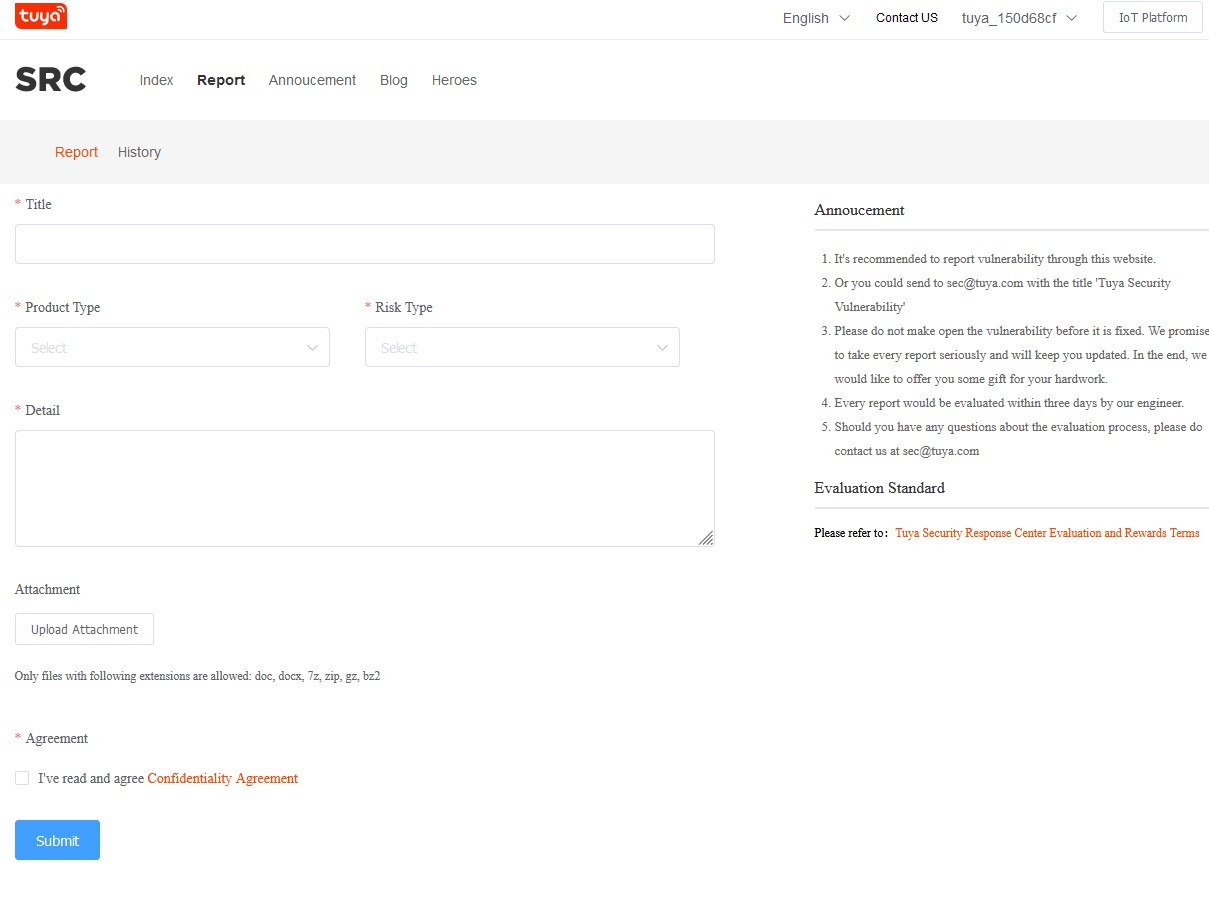 tuya
English
Contact US
tuya_150d68cf
IoT Platform
SRC
Index
Report
Annoucement
Blog
Heroes
Report
History
* Title
* Product Type
* Risk Type
Select
Select
* Detail
Attachment
Upload Attachment
Only files with following extensions are allowed: doc, docx, 7z, zip, gz, bz2
* Agreement
I've read and agree Confidentiality Agreement
Submit
Annoucement
1. It's recommended to report vulnerability through this website.
2. Or you could send to sec@tuya.com with the title 'Tuya Security
Vulnerability'
3. Please do not make open the vulnerability before it is fixed. We promise
to take every report seriously and will keep you updated. In the end, we
would like to offer you some gift for your hardwork.
4. Every report would be evaluated within three days by our engineer.
5. Should you have any questions about the evaluation process, please do
contact us at sec@tuya.com
Evaluation Standard
Please refer to： Tuya Security Response Center Evaluation and Rewards Terms